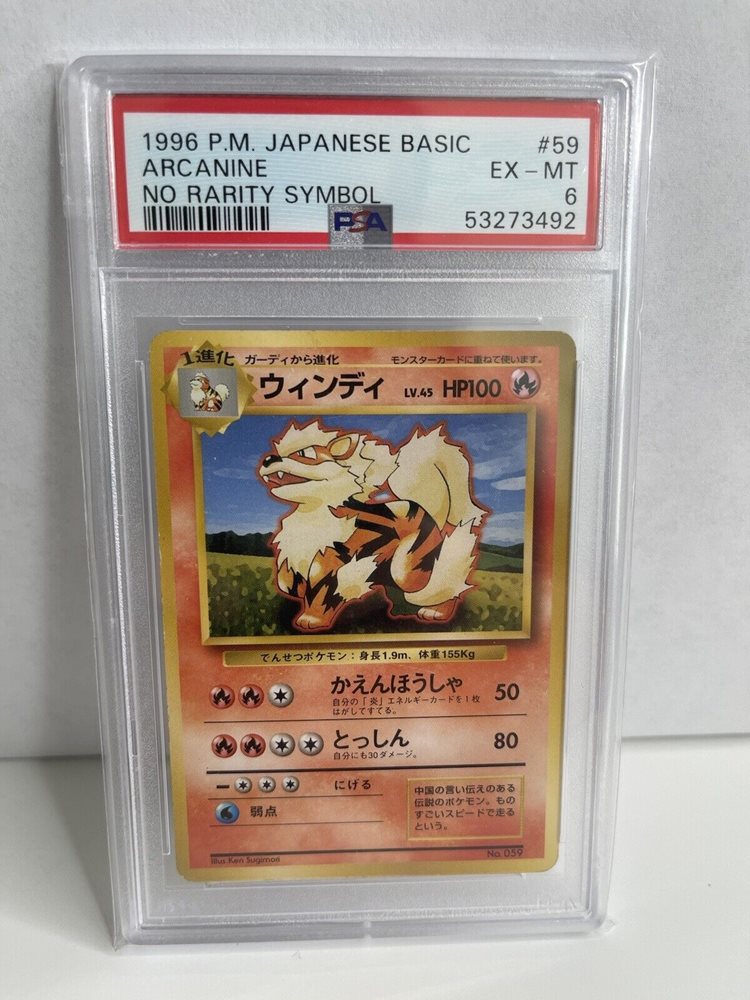 1996 P.M. JAPANESE BASIC #59
ARCANINE EX - MT
NO RARITY SYMBOL 6
PSA 53273492
1進化 ガーディから進化 モンスターカードに重ねて使います。
ウィンディ LV.45 HP100
でんせつポケモン：身長1.9m、体重155Kg
かえんほうしゃ 50
自分の「炎」エネルギーカードを1枚
はがしてすてる。
とっしん 80
自分にも30ダメージ。
にげる
弱点
中国の言い伝えのある
伝説のポケモン。もの
すごいスピードで走る
という。
Illus.Ken Sugimori No.059